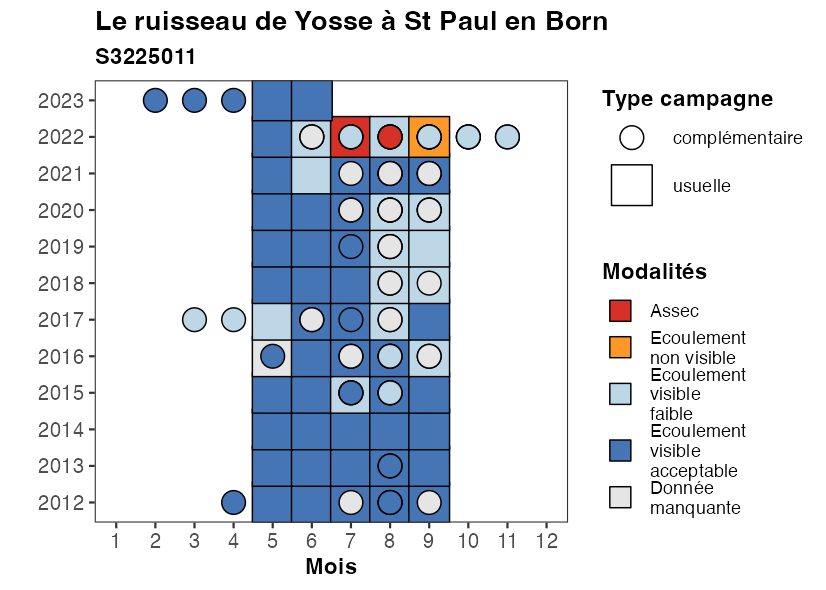 Le ruisseau de Yosse à St Paul en Born
S3225011
2023
2022
2021
2020
2019
2018
2017
2016
2015
2014
2013
2012
1 2 3 4 5 6 7 8 9 10 11 12
Mois
Type campagne
complémentaire
usuelle
Modalités
Assec
Ecoulement
non visible
Ecoulement
visible
faible
Ecoulement
visible
acceptable
Donnée
manquante